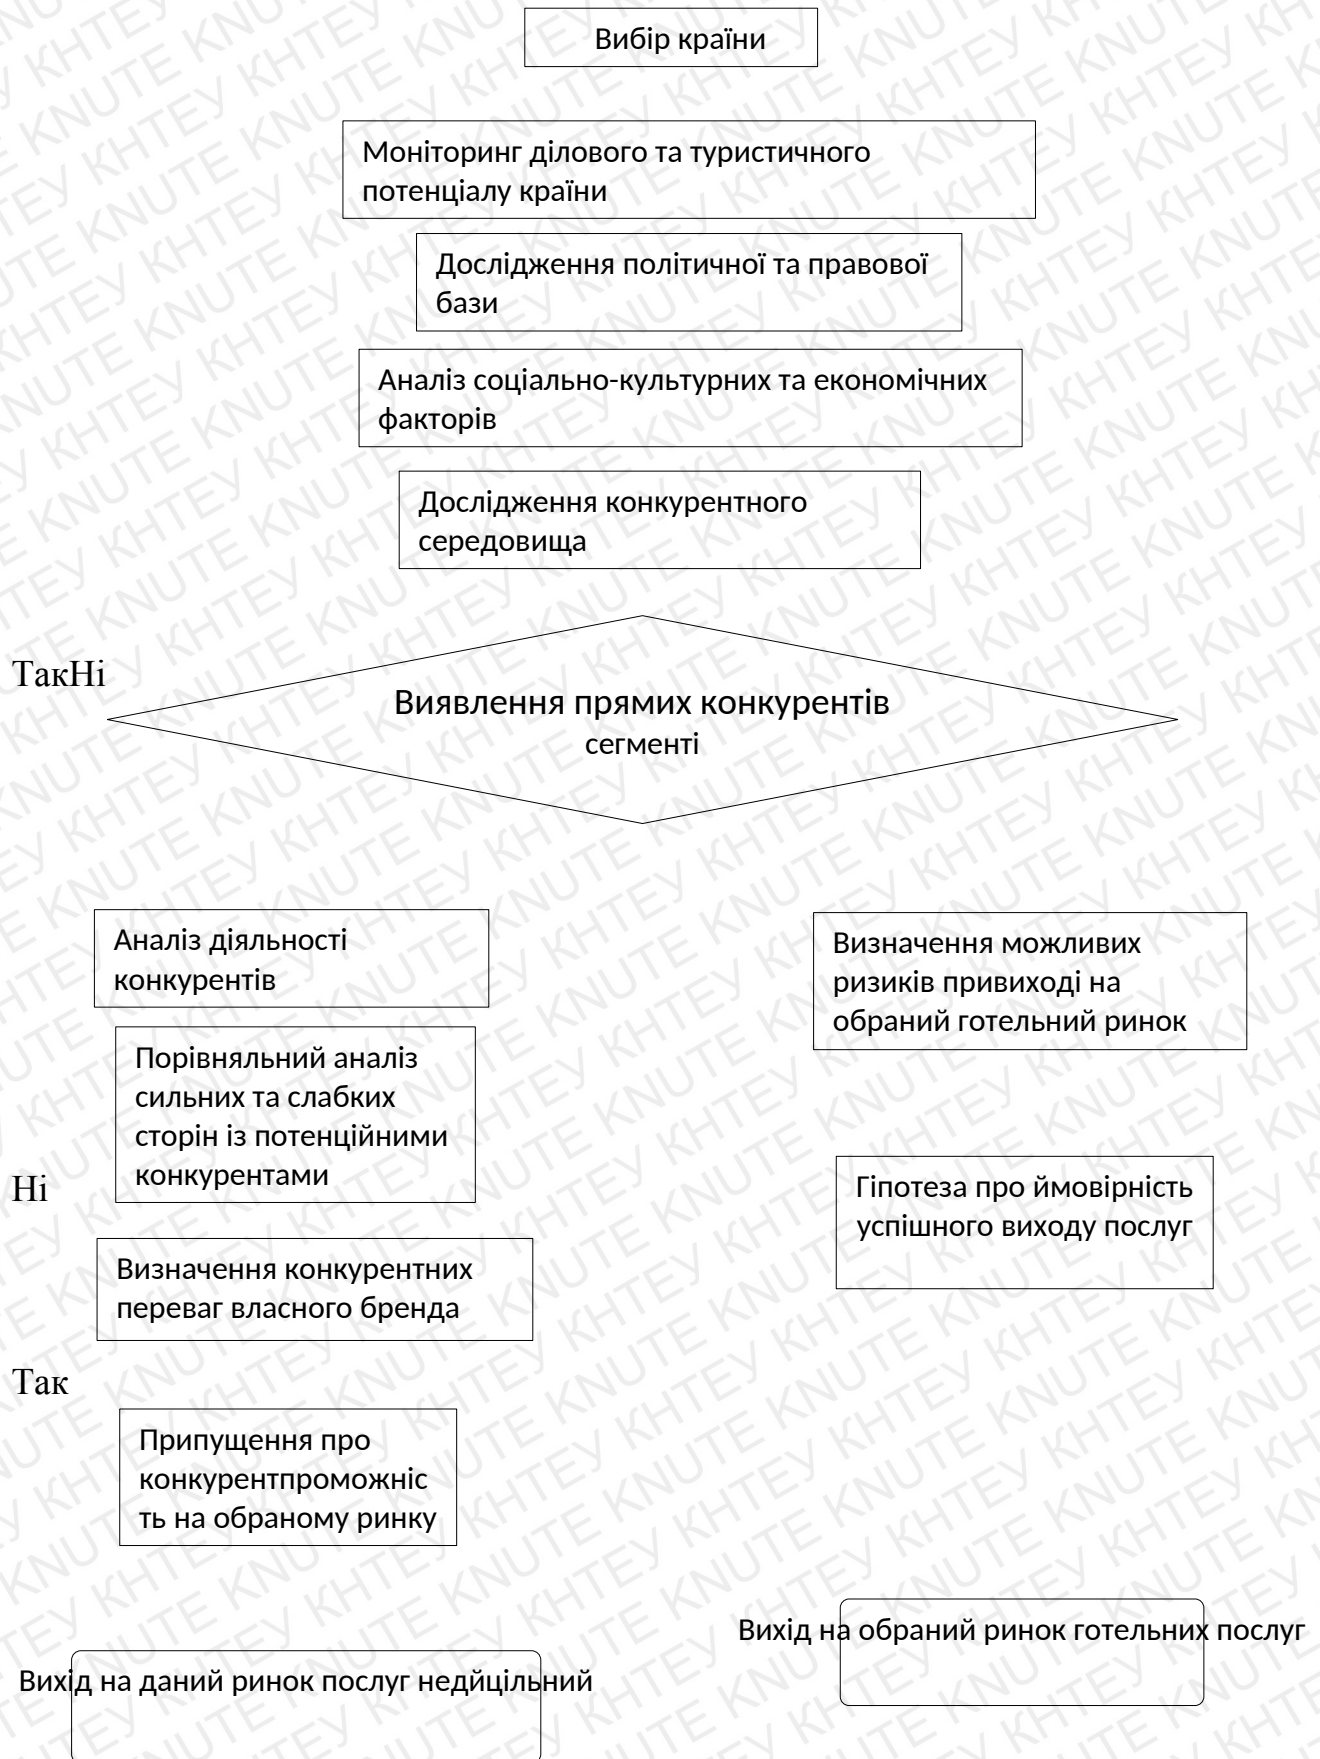 Вибір країни
Моніторинг ділового та туристичного
потенціалу країни
Дослідження політичної та правової
бази
Аналіз соціально-культурних та економічних
факторів
Дослідження конкурентного
середовища
ТакНі
Виявлення прямих конкурентів
сегменті
Аналіз діяльності
конкурентів
Визначення можливих
ризиків привиході на
обраний готельний ринок
Порівняльний аналіз
сильних та слабких
сторін із потенційними
конкурентами
Ні
Гіпотеза про ймовірність
успішного виходу послуг
Визначення конкурентних
переваг власного бренда
Так
Припущення про
конкурентпроможніс
ть на обраному ринку
Вихід на обраний ринок готельних послуг
Вихід на даний ринок послуг недйцільний